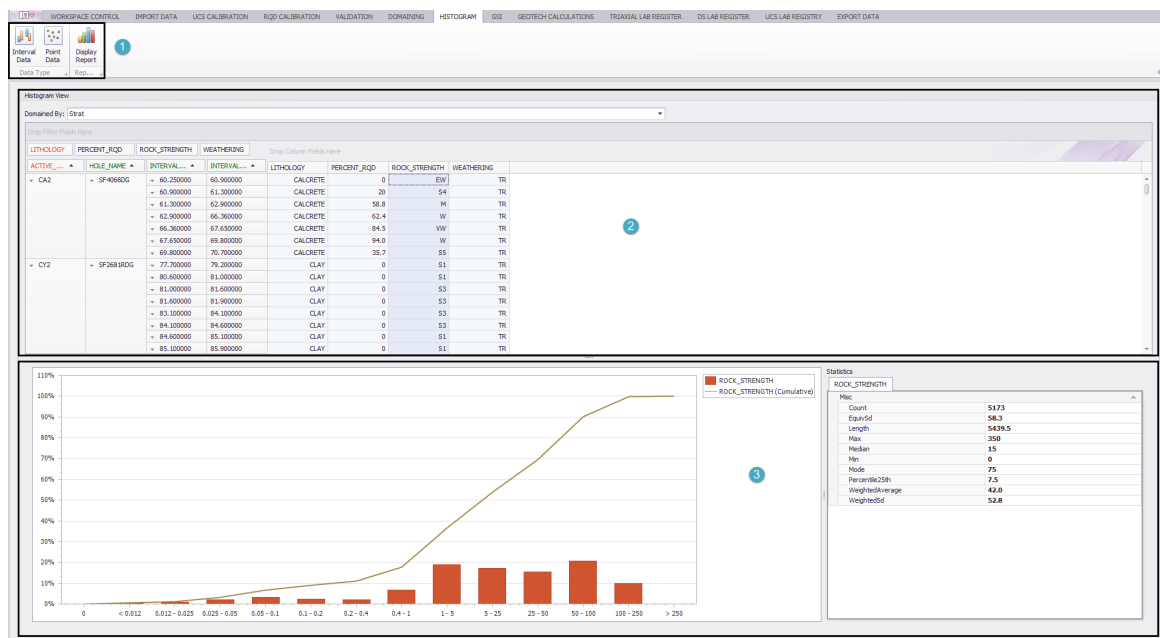 WORKSPACE CONTROL IMPORT DATA UCS CALIBRATION RQD CALIBRATION VALIDATION DOMAINING HISTOGRAM GSI GEOTECH CALCULATIONS TRIAXIAL LAB REGISTER DS LAB REGISTER UCS LAB REGISTRY EXPORT DATA
Interval Data Point Data Display Report
Data Type Rep...
1
Histogram View
Domained By: Strat
Drop Filter Fields Here
LITHOLOGY PERCENT_RQD ROCK_STRENGTH WEATHERING Drop Column Fields Here
ACTIVE_... HOLE_NAME INTERVAL... INTERVAL... LITHOLOGY PERCENT_RQD ROCK_STRENGTH WEATHERING
CA2 SF4066DG 60.250000 60.900000 CALCRETE 0 EW TR
60.900000 61.300000 CALCRETE 20 S4 TR
61.300000 62.900000 CALCRETE 58.8 M TR
62.900000 66.360000 CALCRETE 62.4 W TR
66.360000 67.650000 CALCRETE 84.5 VW TR
67.650000 69.800000 CALCRETE 94.0 W TR
69.800000 70.700000 CALCRETE 35.7 S5 TR
CY2 SF2681RDG 77.700000 79.200000 CLAY 0 S1 TR
80.600000 81.000000 CLAY 0 S1 TR
81.000000 81.600000 CLAY 0 S3 TR
81.600000 81.900000 CLAY 0 S3 TR
83.100000 84.100000 CLAY 0 S3 TR
84.100000 84.600000 CLAY 0 S3 TR
84.600000 85.100000 CLAY 0 S1 TR
85.100000 85.900000 CLAY 0 S1 TR
2
110%
100%
90%
80%
70%
60%
50%
40%
30%
20%
10%
0%
0 < 0.012 0.012 - 0.025 0.025 - 0.05 0.05 - 0.1 0.1 - 0.2 0.2 - 0.4 0.4 - 1 1 - 5 5 - 25 25 - 50 50 - 100 100 - 250 > 250
ROCK_STRENGTH
ROCK_STRENGTH (Cumulative)
3
Statistics
ROCK_STRENGTH
Misc
Count 5173
EquivSd 58.3
Length 5439.5
Max 350
Median 15
Min 0
Mode 75
Percentile25th 7.5
WeightedAverage 42.0
WeightedSd 52.8